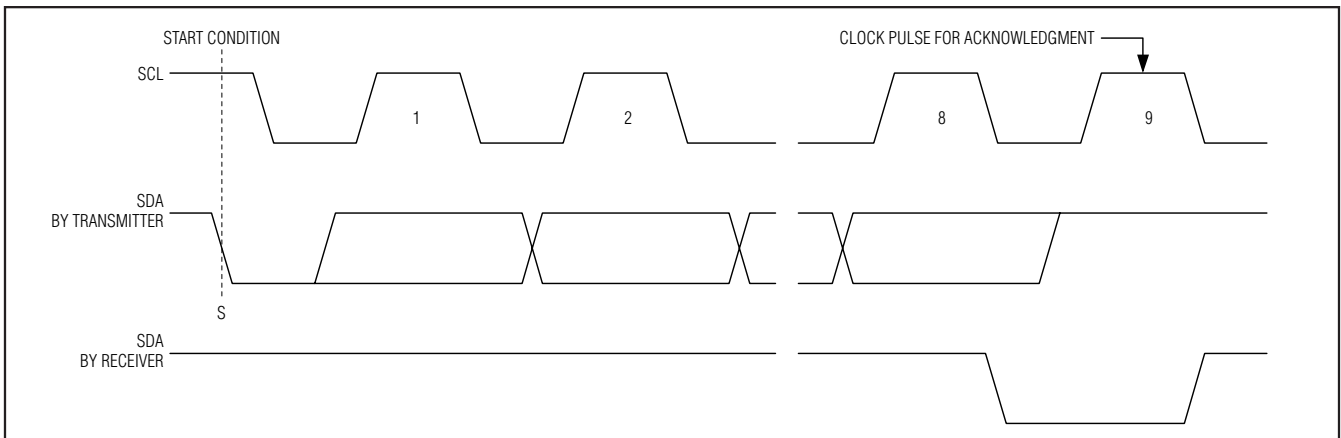 START CONDITION
CLOCK PULSE FOR ACKNOWLEDGMENT
SCL
1
2
8
9
SDA
BY TRANSMITTER
S
SDA
BY RECEIVER